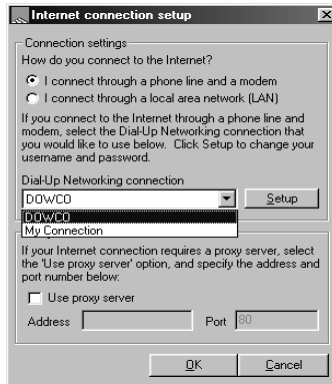 Internet connection setup
Connection settings
How do you connect to the Internet?
I connect through a phone line and a modem
I connect through a local area network (LAN)
If you connect to the Internet through a phone line and
modem, select the Dial-Up Networking connection that
you would like to use below. Click Setup to change your
username and password.
Dial-Up Networking connection
DOWCO
Setup
DOWCO
My Connection
If your Internet connection requires a proxy server, select
the 'Use proxy server' option, and specify the address and
port number below:
Use proxy server
Address
Port 80
OK
Cancel